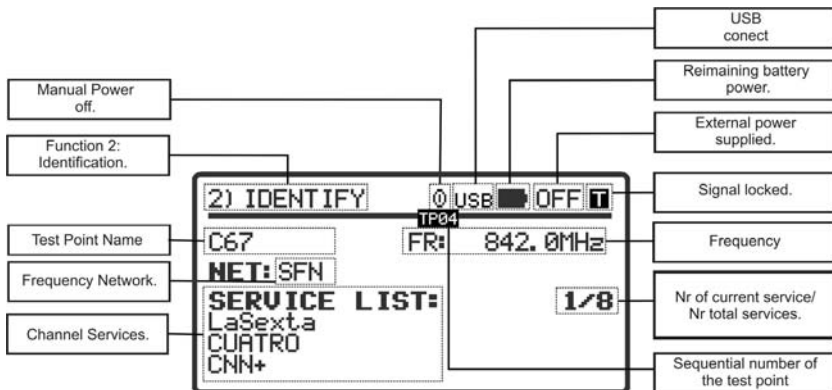 USB
conect
Reimaining battery
power.
Manual Power
off.
External power
supplied.
Function 2:
Identification.
2) IDENTIFY
USB
OFF
T
Signal locked.
TP04
Test Point Name
C67
FR: 842.0MHz
Frequency
Frequency Network.
NET: SFN
SERVICE LIST:
1/8
Nr of current service/
Nr total services.
Channel Services.
LaSexta
CUATRO
CNN+
Sequential number of
the test point